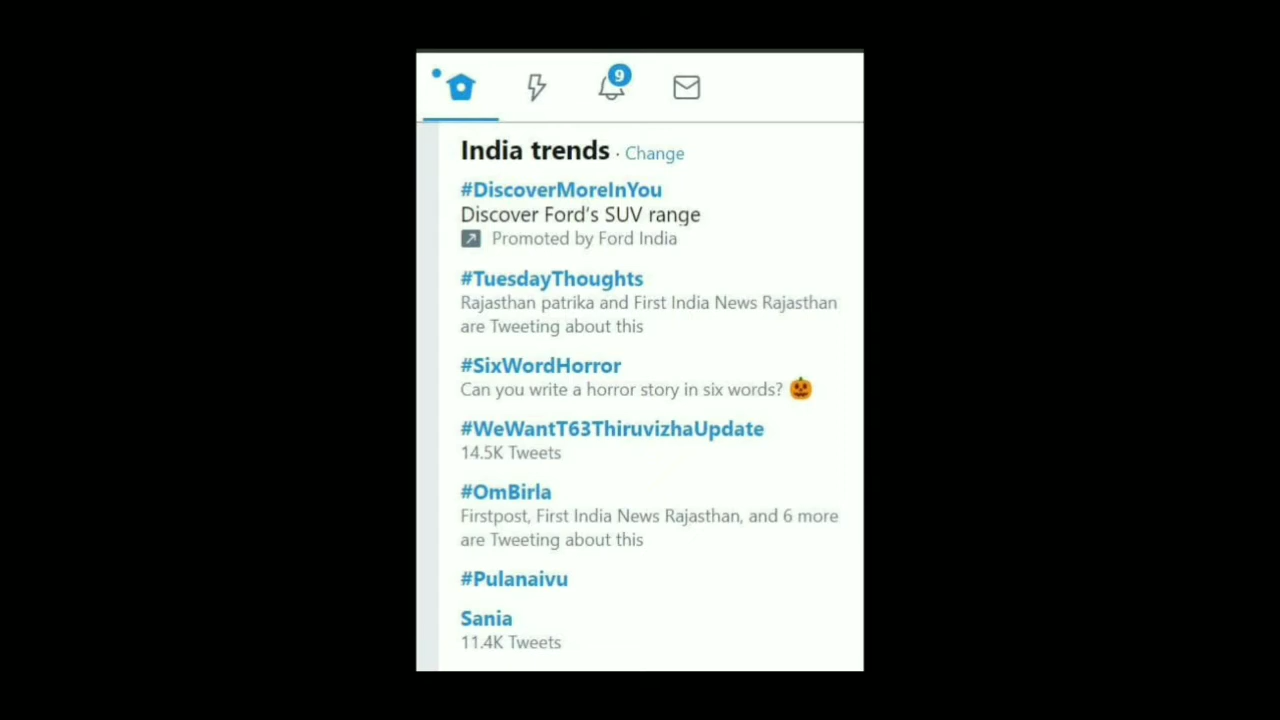 9
India trends · Change
#DiscoverMoreInYou
Discover Ford's SUV range
Promoted by Ford India
#TuesdayThoughts
Rajasthan patrika and First India News Rajasthan
are Tweeting about this
#SixWordHorror
Can you write a horror story in six words? 🎃
#WeWantT63ThiruvizhaUpdate
14.5K Tweets
#OmBirla
Firstpost, First India News Rajasthan, and 6 more
are Tweeting about this
#Pulanaivu
Sania
11.4K Tweets